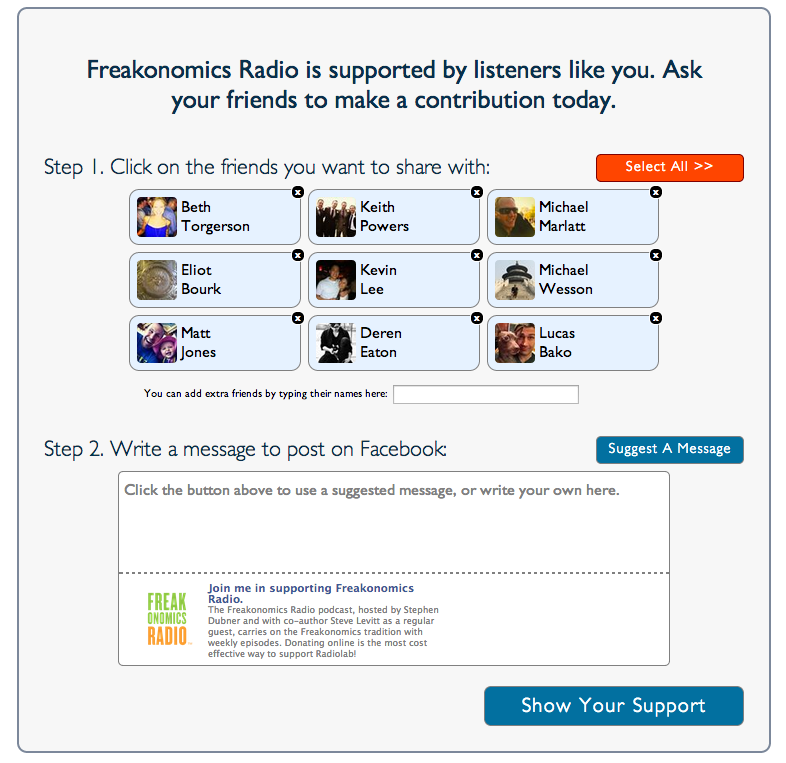 Freakonomics Radio is supported by listeners like you. Ask
your friends to make a contribution today.
Step 1. Click on the friends you want to share with:
Select All >>
Beth
Torgerson
Keith
Powers
Michael
Marlatt
Eliot
Bourk
Kevin
Lee
Michael
Wesson
Matt
Jones
Deren
Eaton
Lucas
Bako
You can add extra friends by typing their names here:
Step 2. Write a message to post on Facebook:
Suggest A Message
Click the button above to use a suggested message, or write your own here.
FREAK
ONOMICS
RADIO
Join me in supporting Freakonomics
Radio.
The Freakonomics Radio podcast, hosted by Stephen
Dubner and with co-author Steve Levitt as a regular
guest, carries on the Freakonomics tradition with
weekly episodes. Donating online is the most cost
effective way to support Radiolab!
Show Your Support